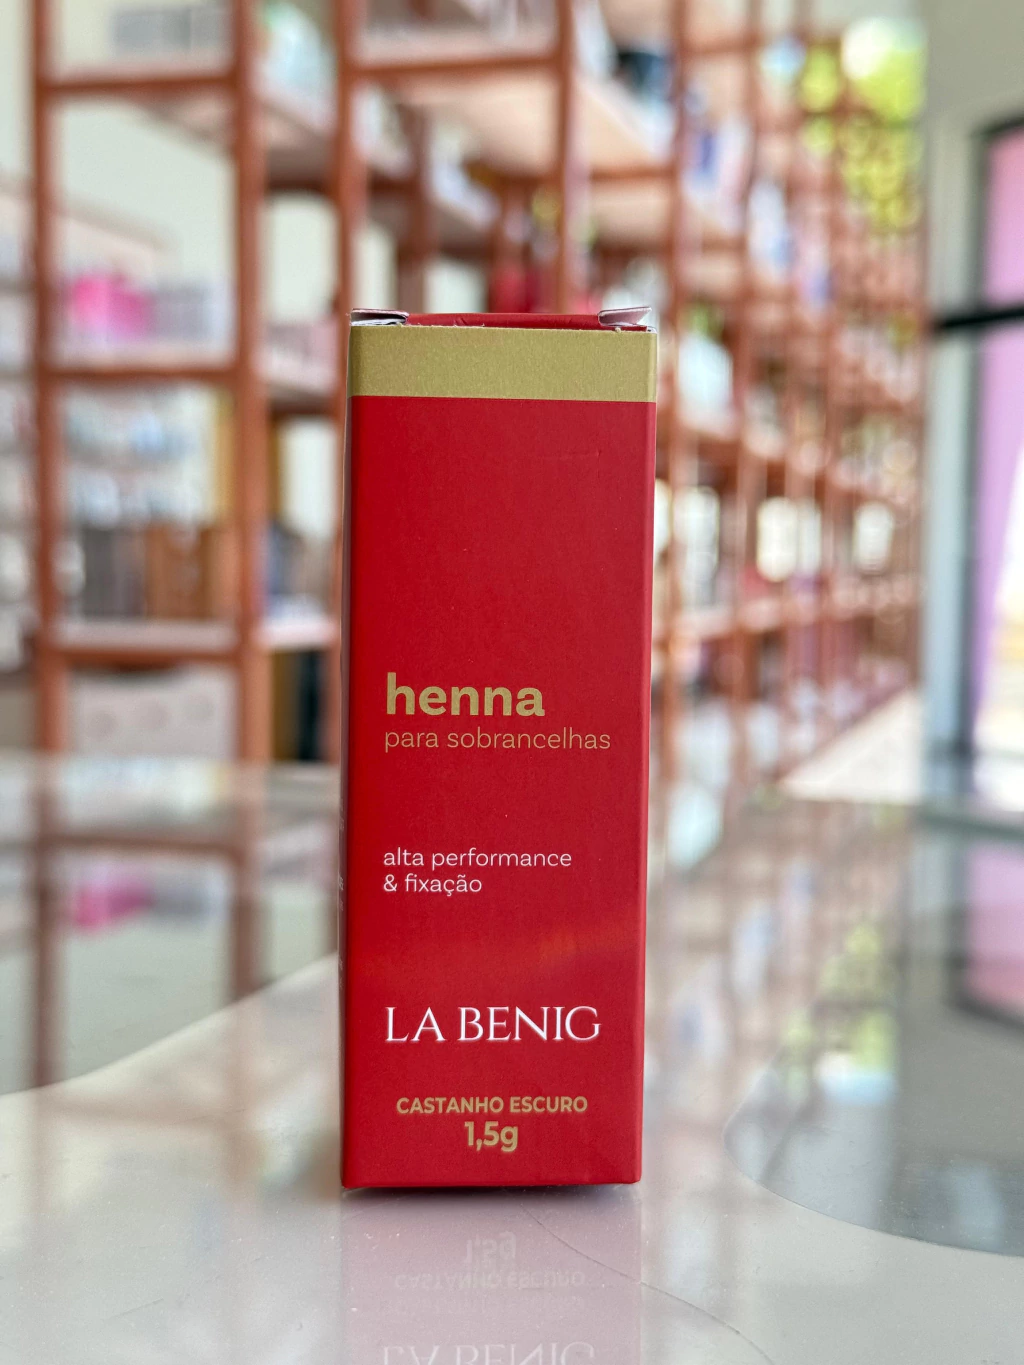 henna
para sobrancelhas
alta performance
& fixação
LA BENIG
CASTANHO ESCURO
1,5g